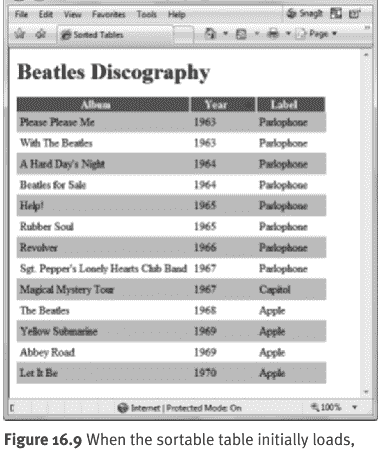 File Edit View Favorites Tools Help SnagIt
Sorted Tables Page
Beatles Discography
Album Year Label
Please Please Me 1963 Parlophone
With The Beatles 1963 Parlophone
A Hard Day's Night 1964 Parlophone
Beatles for Sale 1964 Parlophone
Help! 1965 Parlophone
Rubber Soul 1965 Parlophone
Revolver 1966 Parlophone
Sgt. Pepper's Lonely Hearts Club Band 1967 Parlophone
Magical Mystery Tour 1967 Capitol
The Beatles 1968 Apple
Yellow Submarine 1969 Apple
Abbey Road 1969 Apple
Let It Be 1970 Apple
Internet | Protected Mode: On 100%
Figure 16.9 When the sortable table initially loads,